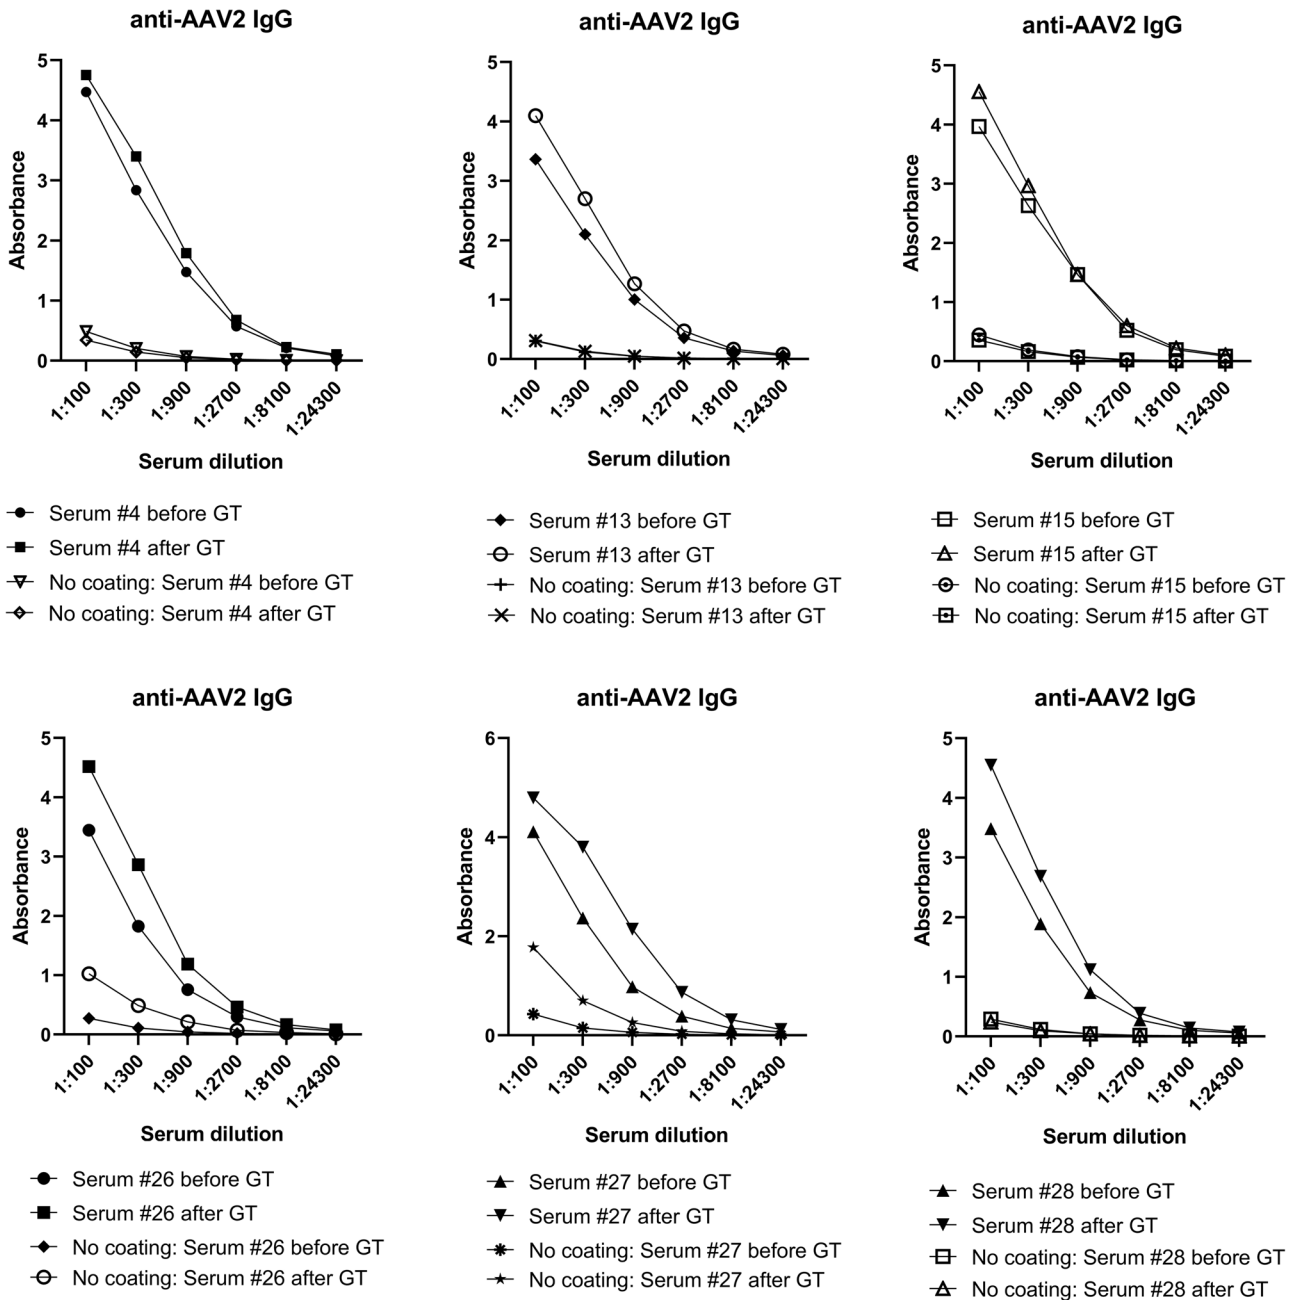 anti-AAV2 IgG
5
4
3
2
1
0
Absorbance
1:100
1:300
1:900
1:2700
1:8100
1:24300
Serum dilution
Serum #4 before GT
Serum #4 after GT
No coating: Serum #4 before GT
No coating: Serum #4 after GT
anti-AAV2 IgG
5
4
3
2
1
0
Absorbance
1:100
1:300
1:900
1:2700
1:8100
1:24300
Serum dilution
Serum #13 before GT
Serum #13 after GT
No coating: Serum #13 before GT
No coating: Serum #13 after GT
anti-AAV2 IgG
5
4
3
2
1
0
Absorbance
1:100
1:300
1:900
1:2700
1:8100
1:24300
Serum dilution
Serum #15 before GT
Serum #15 after GT
No coating: Serum #15 before GT
No coating: Serum #15 after GT
anti-AAV2 IgG
5
4
3
2
1
0
Absorbance
1:100
1:300
1:900
1:2700
1:8100
1:24300
Serum dilution
Serum #26 before GT
Serum #26 after GT
No coating: Serum #26 before GT
No coating: Serum #26 after GT
anti-AAV2 IgG
6
4
2
0
Absorbance
1:100
1:300
1:900
1:2700
1:8100
1:24300
Serum dilution
Serum #27 before GT
Serum #27 after GT
No coating: Serum #27 before GT
No coating: Serum #27 after GT
anti-AAV2 IgG
5
4
3
2
1
0
Absorbance
1:100
1:300
1:900
1:2700
1:8100
1:24300
Serum dilution
Serum #28 before GT
Serum #28 after GT
No coating: Serum #28 before GT
No coating: Serum #28 after GT